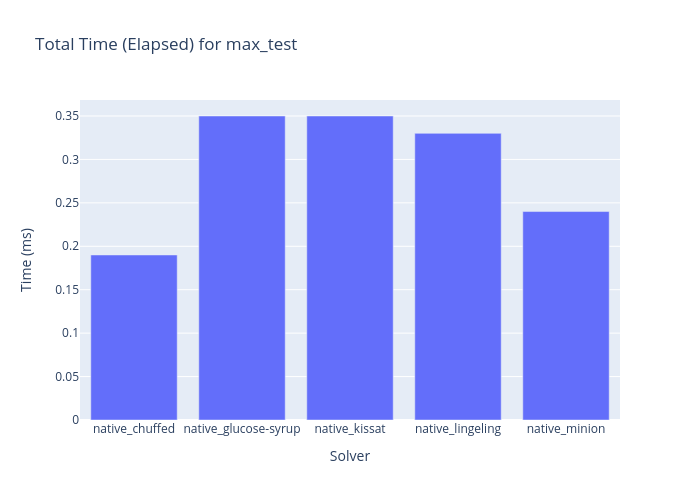 Total Time (Elapsed) for max_test
0.35
0.3
0.25
0.2
0.15
0.1
0.05
0
Time (ms)
native_chuffed native_glucose-syrup native_kissat native_lingeling native_minion
Solver